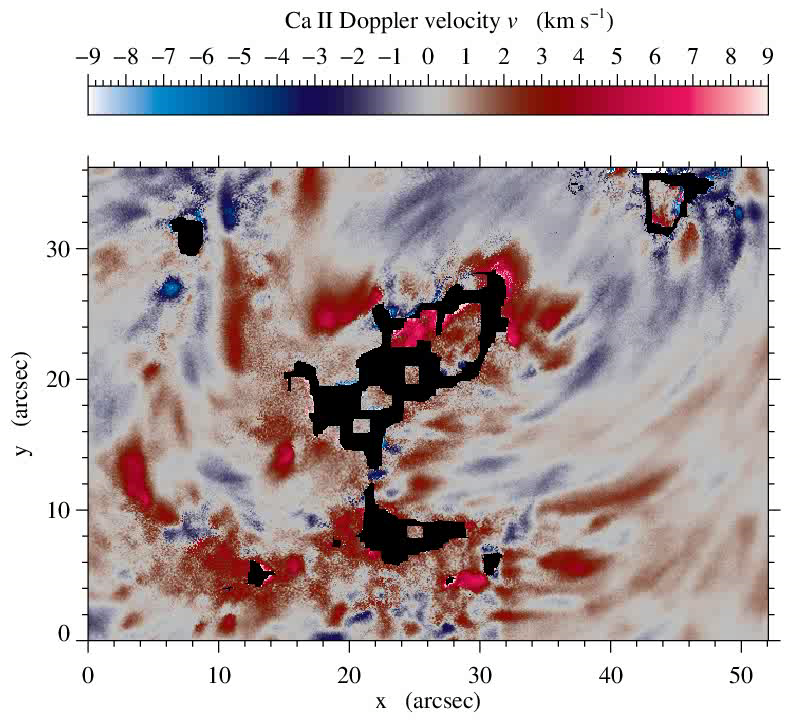 Ca II Doppler velocity v (km s⁻¹)
−9 −8 −7 −6 −5 −4 −3 −2 −1 0 1 2 3 4 5 6 7 8 9
30
20
10
0
y (arcsec)
0 10 20 30 40 50
x (arcsec)